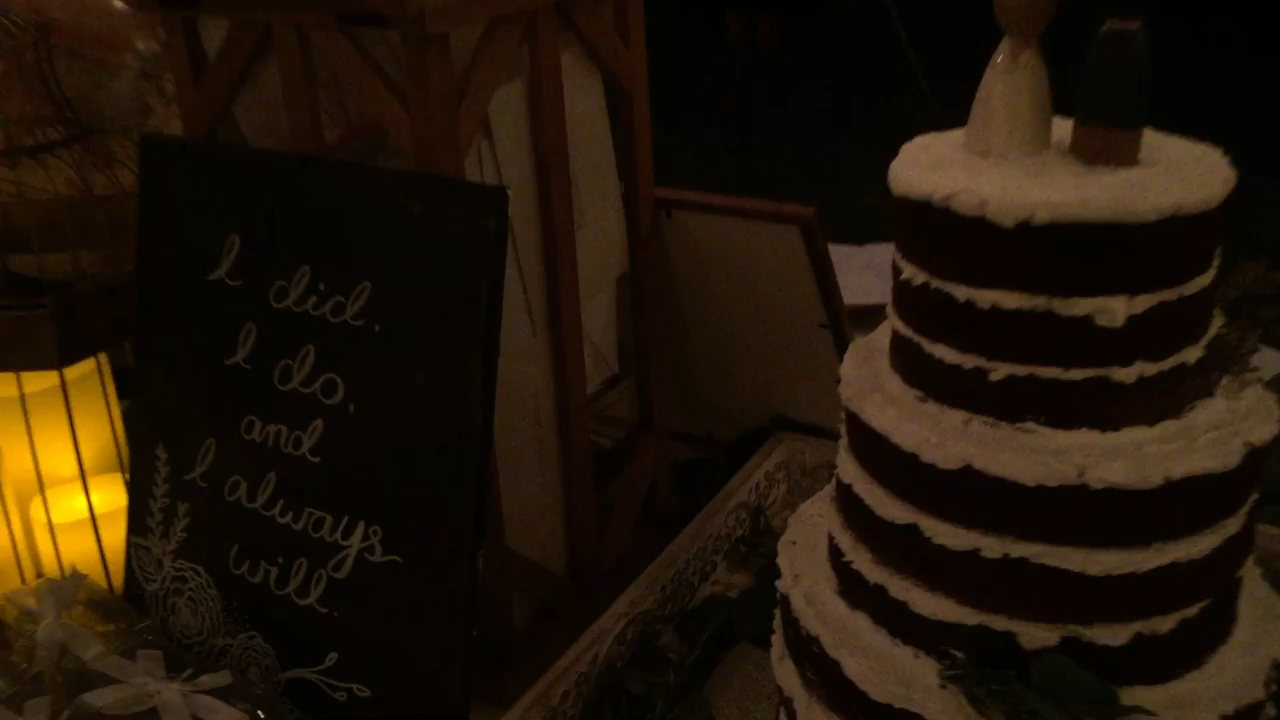 I did,
I do,
and
I always
will.